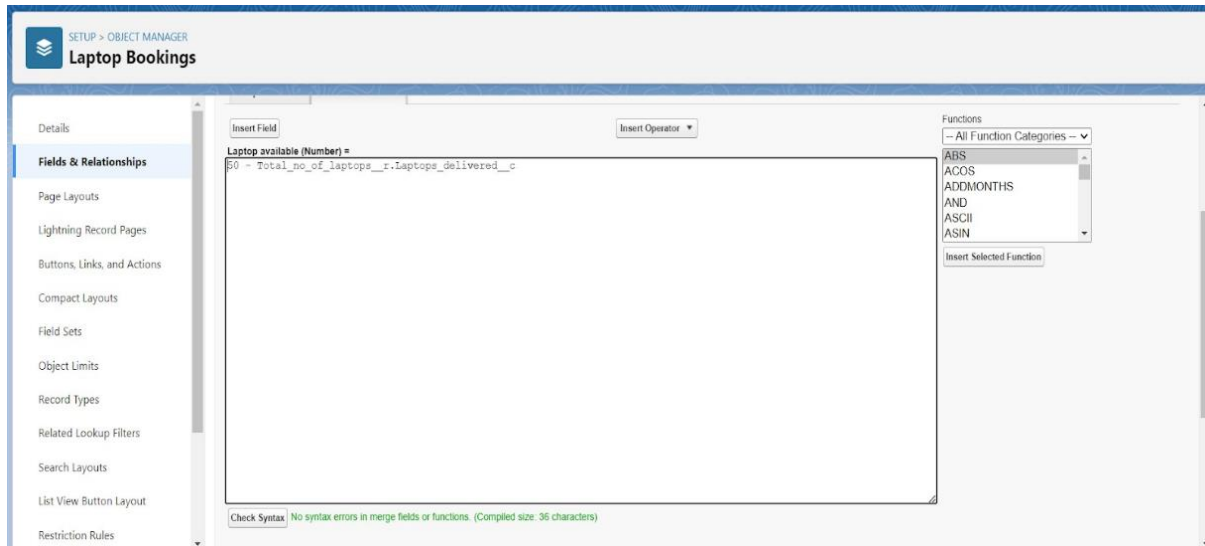 SETUP > OBJECT MANAGER
Laptop Bookings
Details
Fields & Relationships
Page Layouts
Lightning Record Pages
Buttons, Links, and Actions
Compact Layouts
Field Sets
Object Limits
Record Types
Related Lookup Filters
Search Layouts
List View Button Layout
Restriction Rules
Insert Field
Insert Operator
Laptop available (Number) =
50 - Total_no_of_laptops__r.Laptops_delivered__c
Check Syntax No syntax errors in merge fields or functions. (Compiled size: 36 characters)
Functions
-- All Function Categories --
ABS
ACOS
ADDMONTHS
AND
ASCII
ASIN
Insert Selected Function